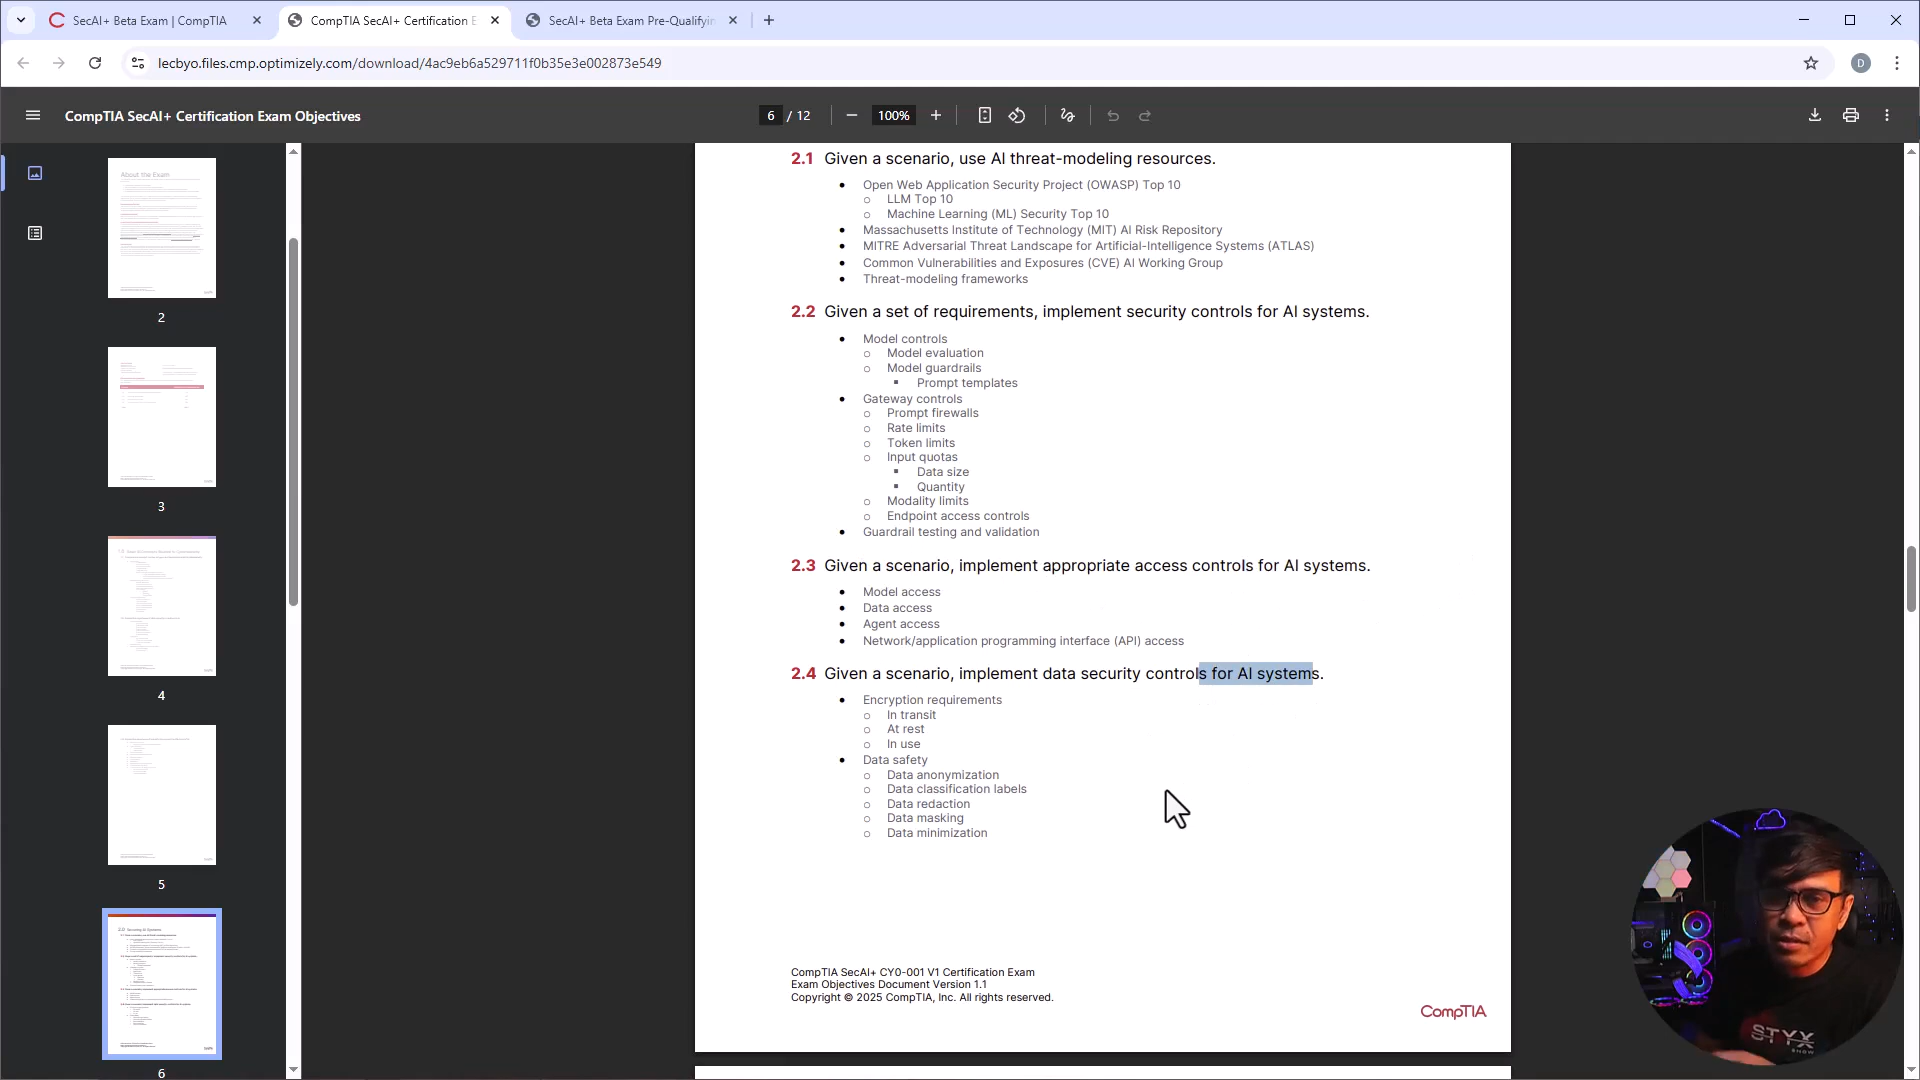 SecAI+ Beta Exam | CompTIA
CompTIA SecAI+ Certification E
SecAI+ Beta Exam Pre-Qualifyin
lecbyo.files.cmp.optimizely.com/download/4ac9eb6a529711f0b35e3e002873e549
D
CompTIA SecAI+ Certification Exam Objectives
6 / 12
100%
About the Exam
2
3
4
5
6
2.1 Given a scenario, use AI threat-modeling resources.
Open Web Application Security Project (OWASP) Top 10
LLM Top 10
Machine Learning (ML) Security Top 10
Massachusetts Institute of Technology (MIT) AI Risk Repository
MITRE Adversarial Threat Landscape for Artificial-Intelligence Systems (ATLAS)
Common Vulnerabilities and Exposures (CVE) AI Working Group
Threat-modeling frameworks
2.2 Given a set of requirements, implement security controls for AI systems.
Model controls
Model evaluation
Model guardrails
Prompt templates
Gateway controls
Prompt firewalls
Rate limits
Token limits
Input quotas
Data size
Quantity
Modality limits
Endpoint access controls
Guardrail testing and validation
2.3 Given a scenario, implement appropriate access controls for AI systems.
Model access
Data access
Agent access
Network/application programming interface (API) access
2.4 Given a scenario, implement data security controls for AI systems.
Encryption requirements
In transit
At rest
In use
Data safety
Data anonymization
Data classification labels
Data redaction
Data masking
Data minimization
CompTIA SecAI+ CY0-001 V1 Certification Exam
Exam Objectives Document Version 1.1
Copyright © 2025 CompTIA, Inc. All rights reserved.
CompTIA
STYX
SHOW